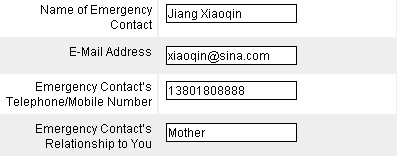 Name of Emergency
Contact
Jiang Xiaoqin
E-Mail Address
xiaoqin@sina.com
Emergency Contact's
Telephone/Mobile Number
13801808888
Emergency Contact's
Relationship to You
Mother